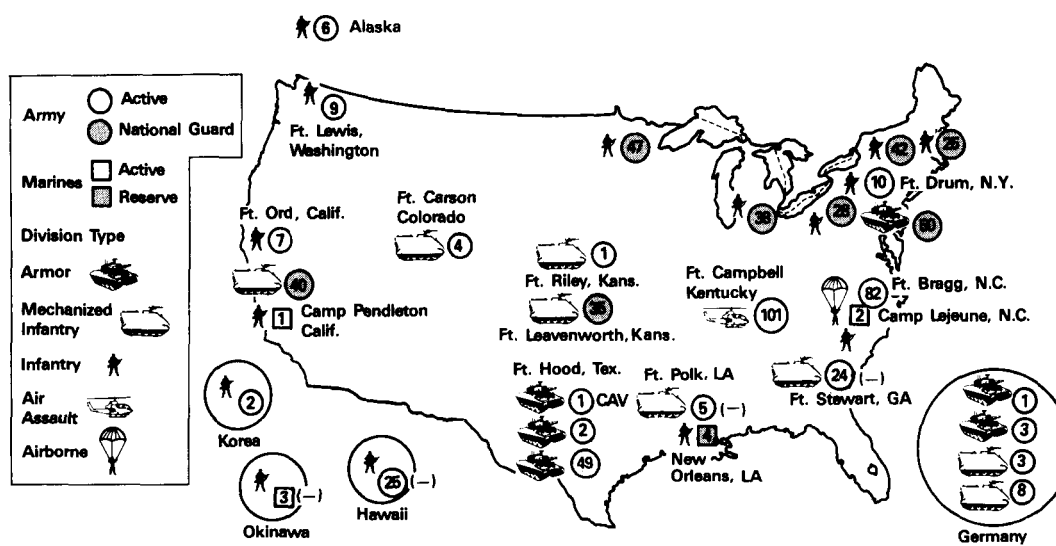 6 Alaska
Army
Active
National Guard
Marines
Active
Reserve
Division Type
Armor
Mechanized
Infantry
Infantry
Air
Assault
Airborne
9
Ft. Lewis,
Washington
47
38
28
42
26
10 Ft. Drum, N.Y.
50
Ft. Ord, Calif.
7
40
1 Camp Pendleton
Calif.
Ft. Carson
Colorado
4
1
Ft. Riley, Kans.
35
Ft. Leavenworth, Kans.
Ft. Campbell
Kentucky
101
82
Ft. Bragg, N.C.
2 Camp Lejeune, N.C.
24 (—)
Ft. Stewart, GA
Ft. Hood, Tex.
1 CAV
2
49
Ft. Polk, LA
5 (—)
4
New
Orleans, LA
2
Korea
3 (—)
Okinawa
25 (—)
Hawaii
1
3
3
8
Germany